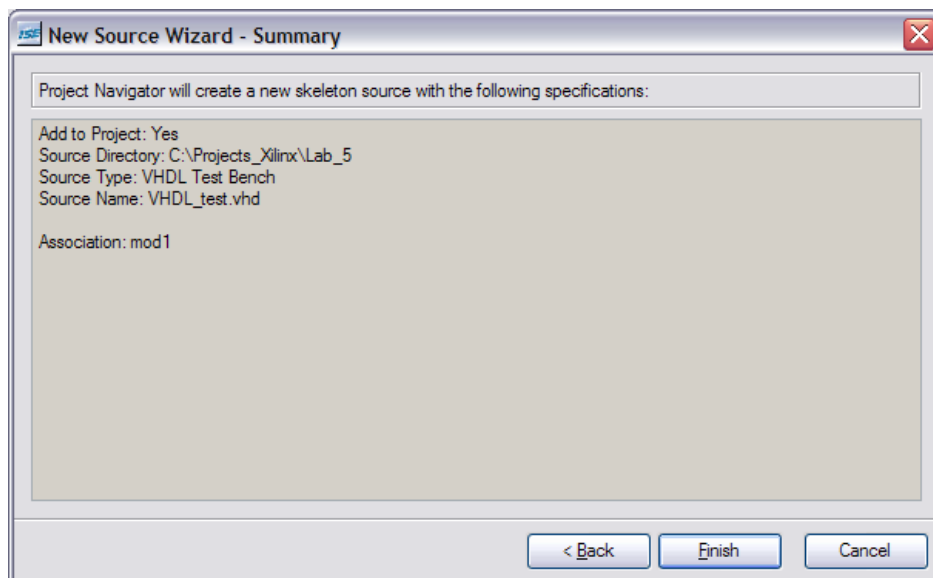 ISE New Source Wizard - Summary
Project Navigator will create a new skeleton source with the following specifications:
Add to Project: Yes
Source Directory: C:\Projects_Xilinx\Lab_5
Source Type: VHDL Test Bench
Source Name: VHDL_test.vhd
Association: mod1
< Back
Finish
Cancel